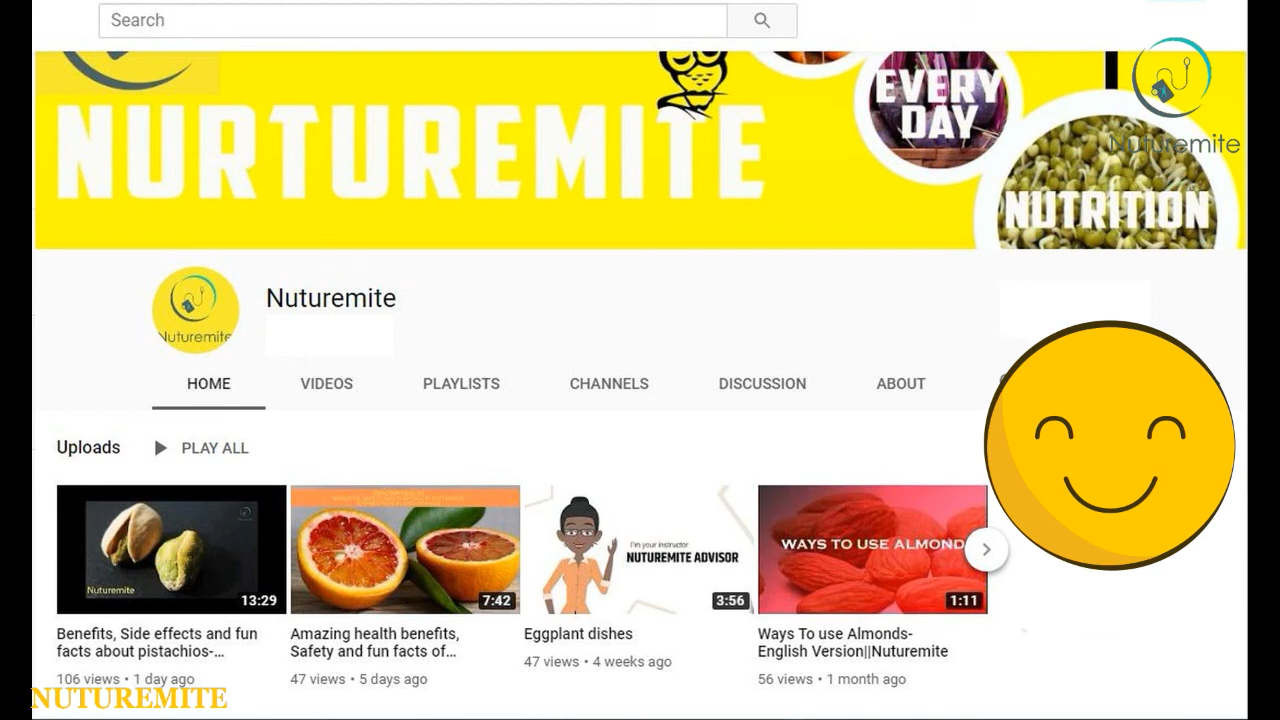 Search
NURTUREMITE
EVERY
DAY
NUTRITION
Nuturemite
Nuturemite
Nuturemite
HOME
VIDEOS
PLAYLISTS
CHANNELS
DISCUSSION
ABOUT
Uploads
PLAY ALL
Nuturemite
13:29
7:42
I'm your instructor
NUTUREMITE ADVISOR
3:56
WAYS TO USE ALMOND
1:11
Benefits, Side effects and fun
facts about pistachios-...
106 views • 1 day ago
Amazing health benefits,
Safety and fun facts of...
47 views • 5 days ago
Eggplant dishes
47 views • 4 weeks ago
Ways To use Almonds-
English Version||Nuturemite
56 views • 1 month ago
NUTUREMITE